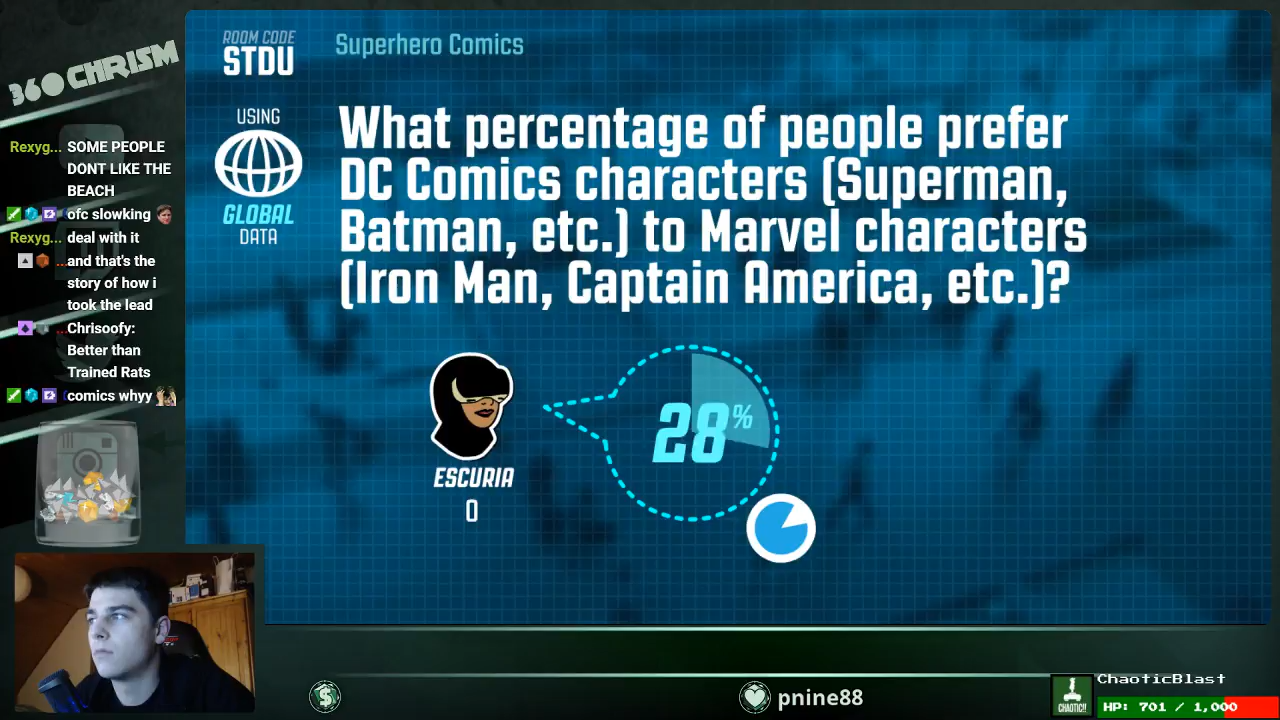 360 CHRISM
Rexyg... SOME PEOPLE
DONT LIKE THE
BEACH
ofc slowking
Rexyg... deal with it
...and that's the
story of how i
took the lead
...Chrisoofy:
Better than
Trained Rats
comics whyy
ROOM CODE
STDU
Superhero Comics
USING
GLOBAL
DATA
What percentage of people prefer
DC Comics characters (Superman,
Batman, etc.) to Marvel characters
(Iron Man, Captain America, etc.)?
28%
ESCURIA
0
pnine88
CHAOTIC!!
ChaoticBlast
HP: 701 / 1,000